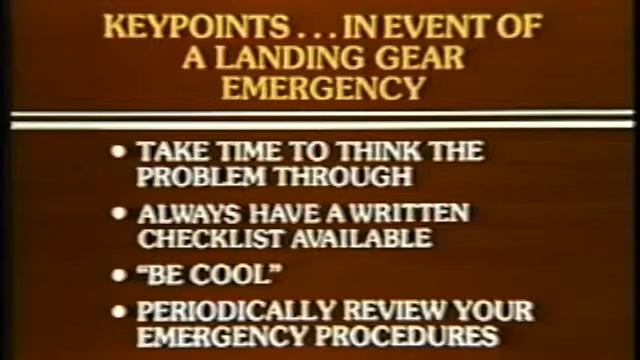 KEYPOINTS...IN EVENT OF
A LANDING GEAR
EMERGENCY
• TAKE TIME TO THINK THE
PROBLEM THROUGH
• ALWAYS HAVE A WRITTEN
CHECKLIST AVAILABLE
• "BE COOL"
• PERIODICALLY REVIEW YOUR
EMERGENCY PROCEDURES